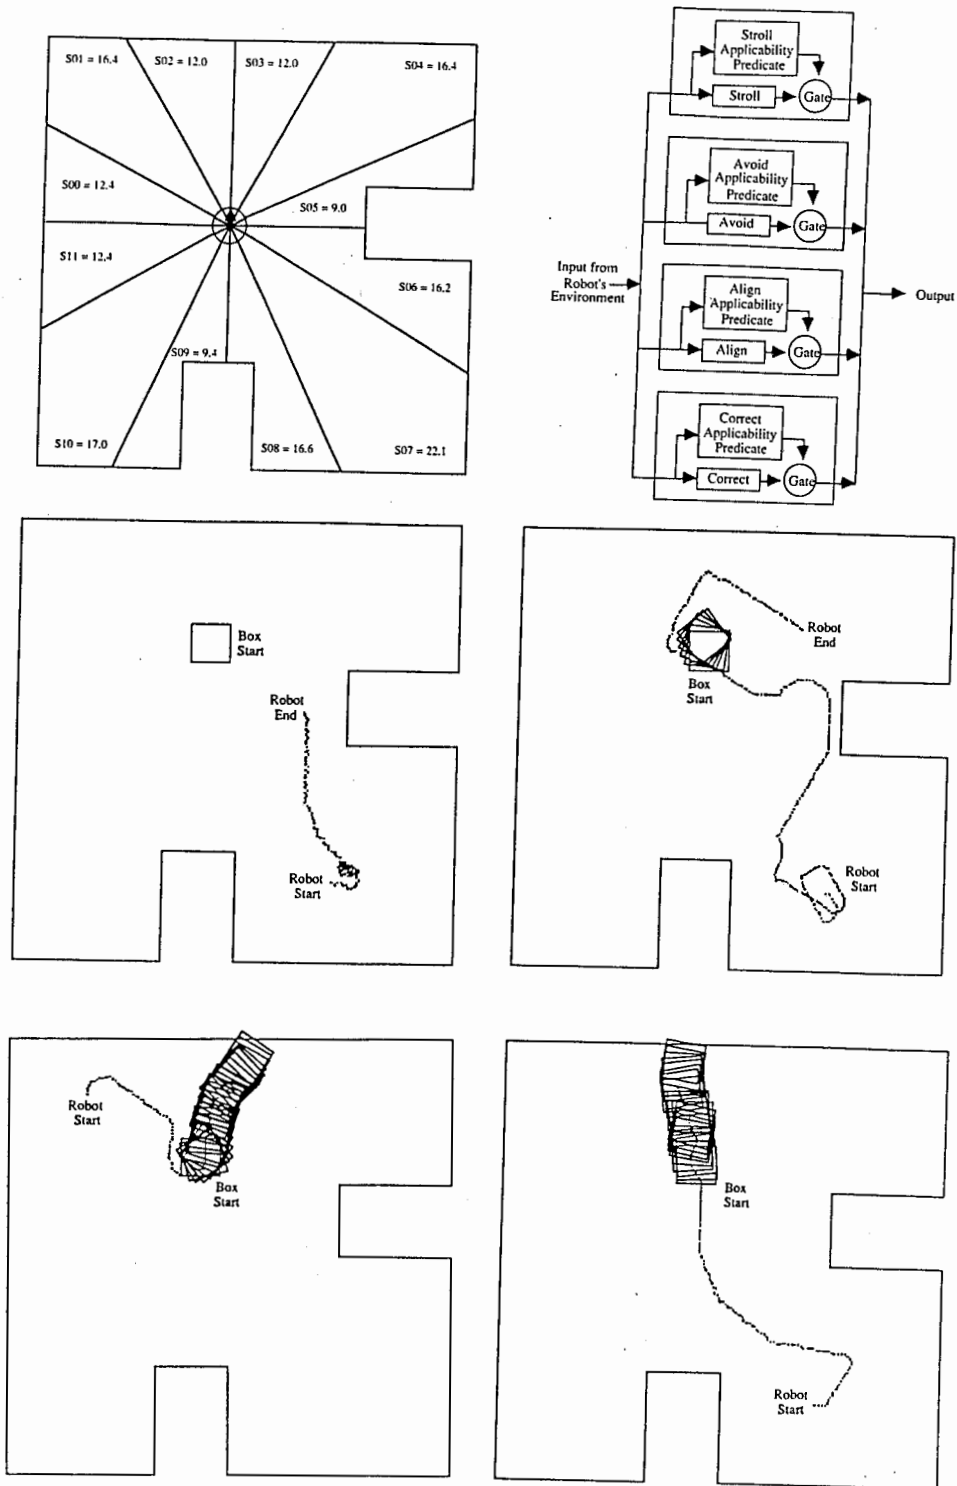 S01 = 16.4
S02 = 12.0
S03 = 12.0
S04 = 16.4
S00 = 12.4
S05 = 9.0
S11 = 12.4
S06 = 16.2
S09 = 9.4
S10 = 17.0
S08 = 16.6
S07 = 22.1
Stroll
Applicability
Predicate
Stroll
Gate
Avoid
Applicability
Predicate
Avoid
Gate
Input from
Robot's
Environment
Align
Applicability
Predicate
Align
Gate
Output
Correct
Applicability
Predicate
Correct
Gate
Box
Start
Robot
End
Robot
Start
Robot
End
Box
Start
Robot
Start
Robot
Start
Box
Start
Box
Start
Robot
Start